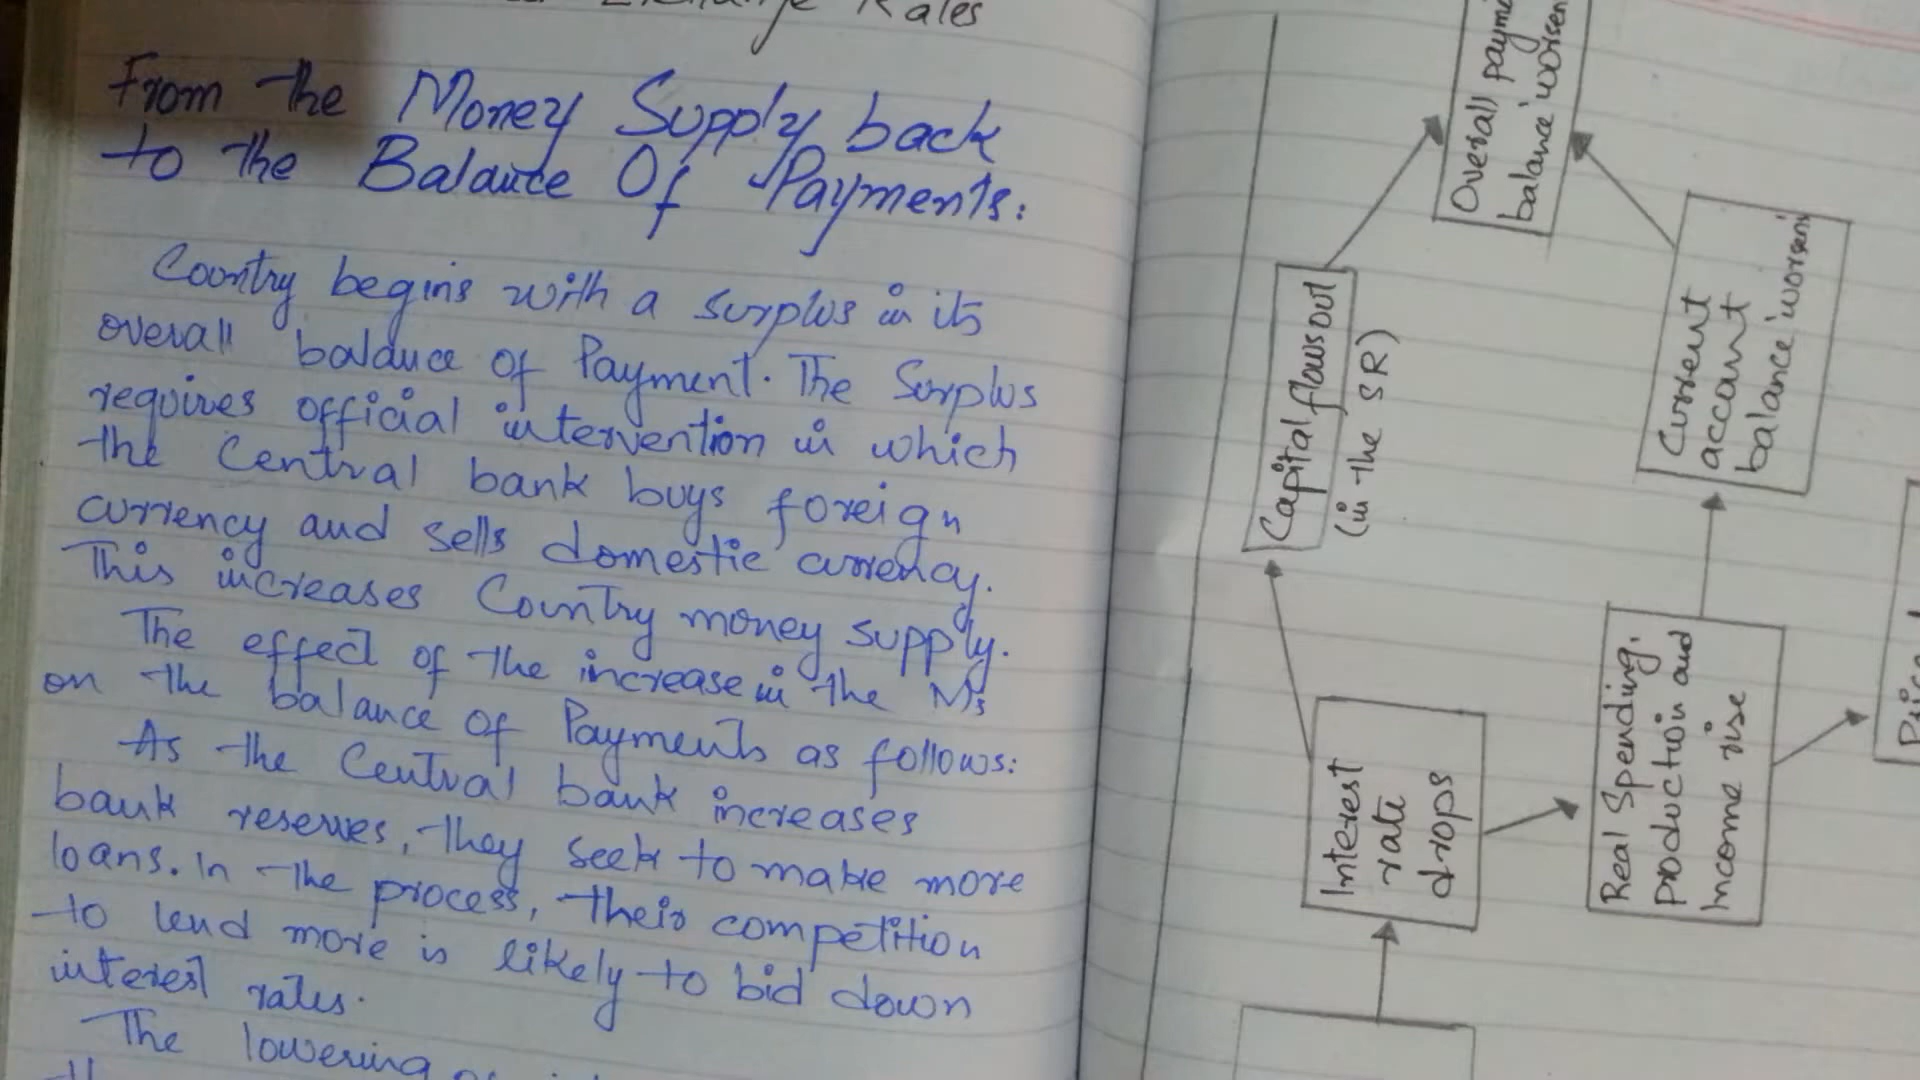 Exchange Rates
From the Money Supply back
to the Balance Of Payments:
Country begins with a surplus in its
overall balance of Payment. The Surplus
requires official intervention in which
the Central bank buys foreign
currency and sells domestic currency.
This increases Country money supply.
The effect of the increase in the Ms
on the balance of Payments as follows:
As the Central bank increases
bank reserves, they seek to make more
loans. In the process, their competition
to lend more is likely to bid down
interest rates.
The lowering
Interest
rate
drops
Capital flows out
(in the SR)
Overall
balance
Real Spending,
production and
Income rise
Current
account
balance